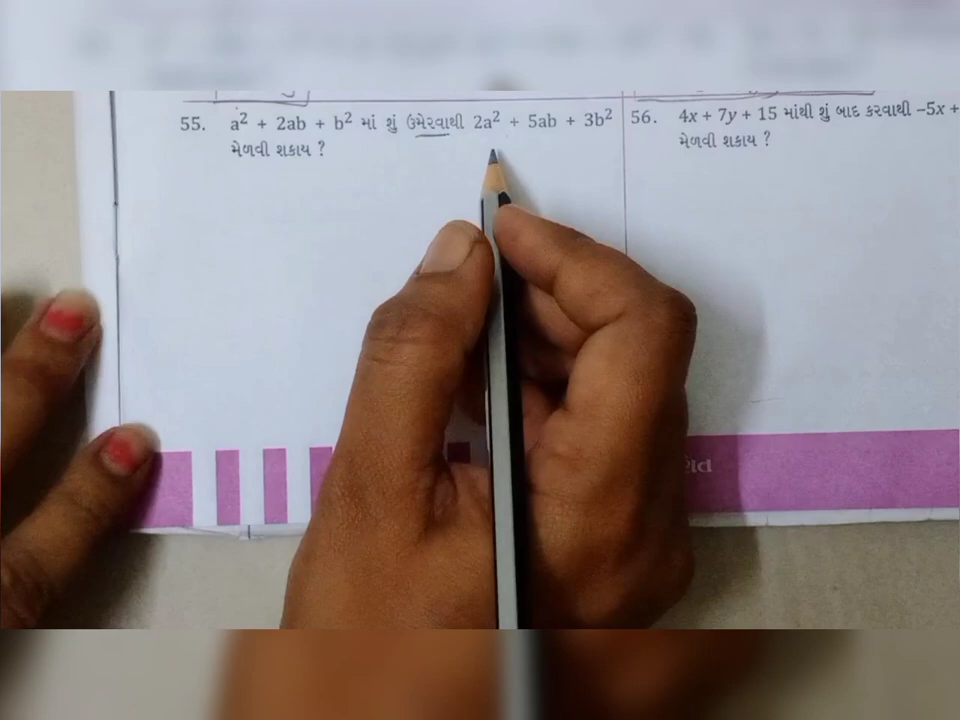 55. a² + 2ab + b² માં શું ઉમેરવાથી 2a² + 5ab + 3b²
મેળવી શકાય ?
56. 4x + 7y + 15 માંથી શું બાદ કરવાથી –5x +
મેળવી શકાય ?